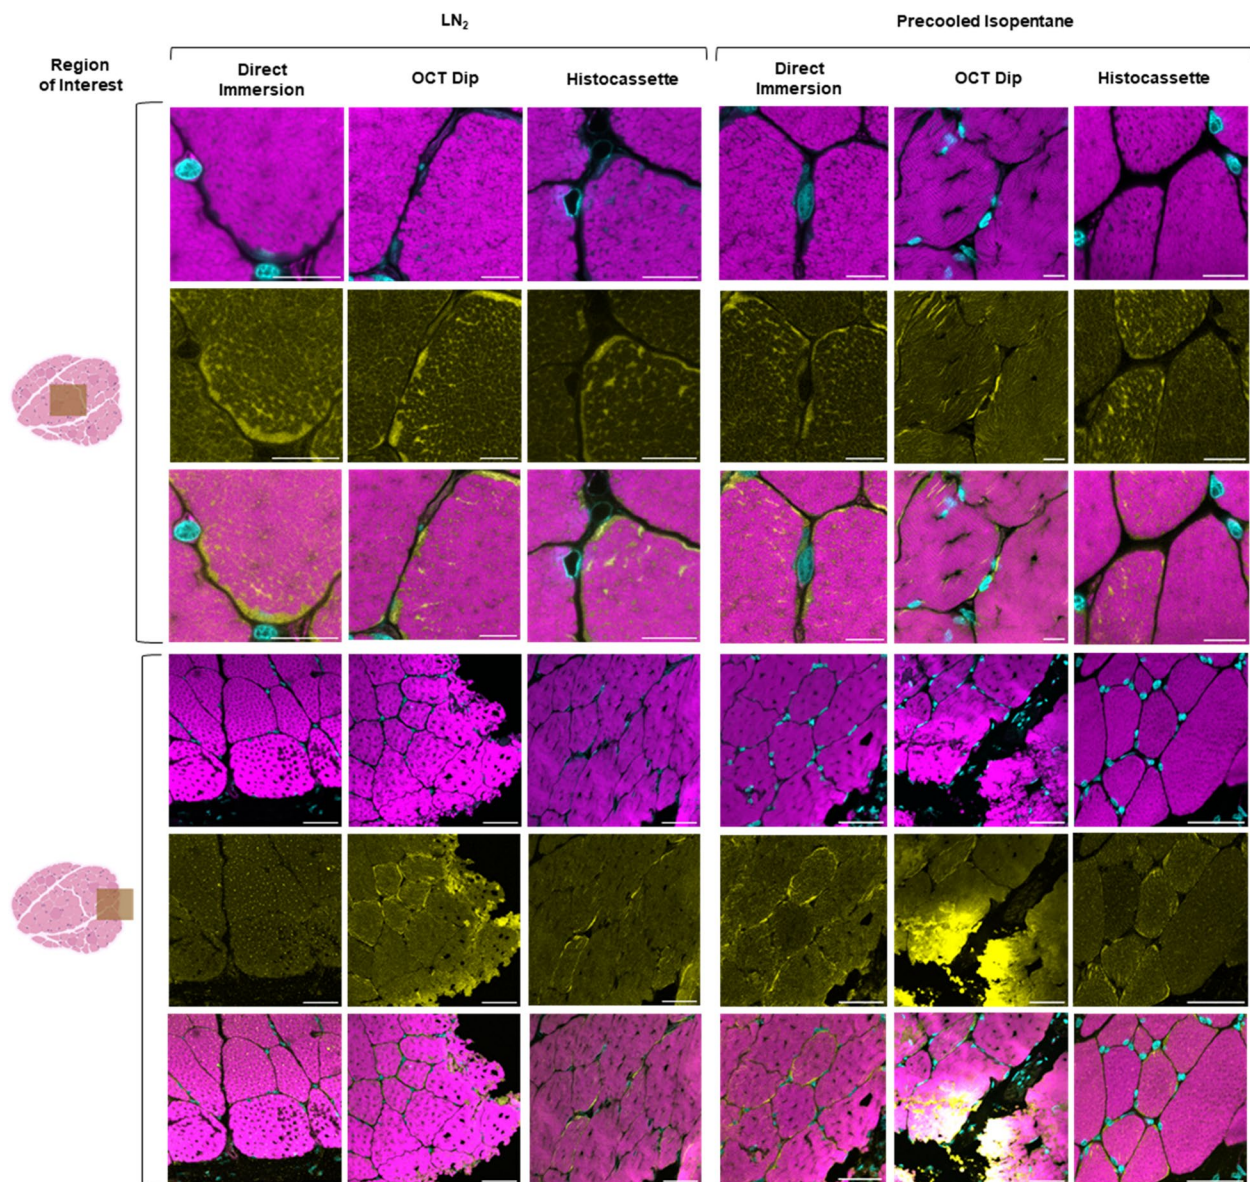 LN₂
Precooled Isopentane
Region
of Interest
Direct
Immersion
OCT Dip
Histocassette
Direct
Immersion
OCT Dip
Histocassette